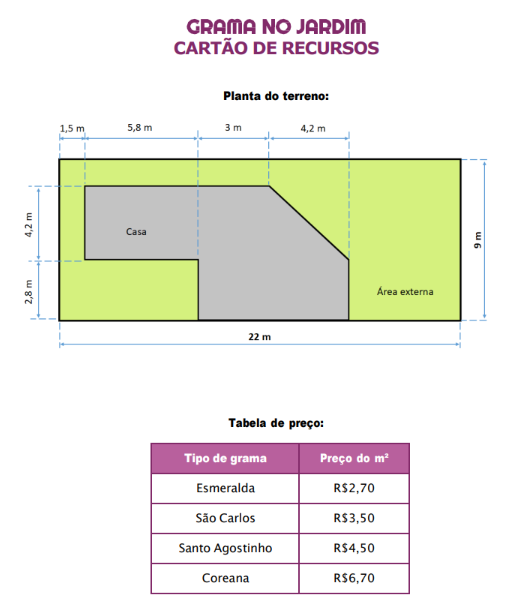 GRAMA NO JARDIM
CARTÃO DE RECURSOS
Planta do terreno:
1,5 m 5,8 m 3 m 4,2 m
4,2 m
Casa
9 m
2,8 m
Área externa
22 m
Tabela de preço:
Tipo de grama Preço do m²
Esmeralda R$2,70
São Carlos R$3,50
Santo Agostinho R$4,50
Coreana R$6,70